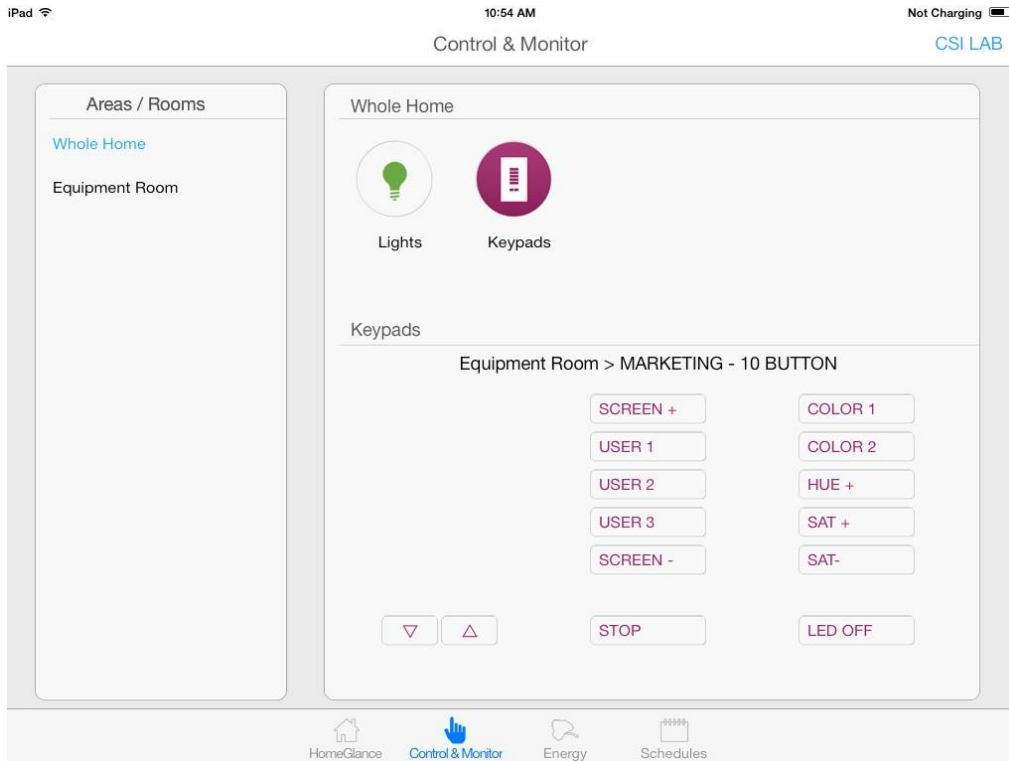 iPad 10:54 AM Not Charging
Control & Monitor CSI LAB
Areas / Rooms
Whole Home
Equipment Room
Whole Home
Lights Keypads
Keypads
Equipment Room > MARKETING - 10 BUTTON
SCREEN + COLOR 1
USER 1 COLOR 2
USER 2 HUE +
USER 3 SAT +
SCREEN - SAT-
STOP LED OFF
HomeGlance Control & Monitor Energy Schedules